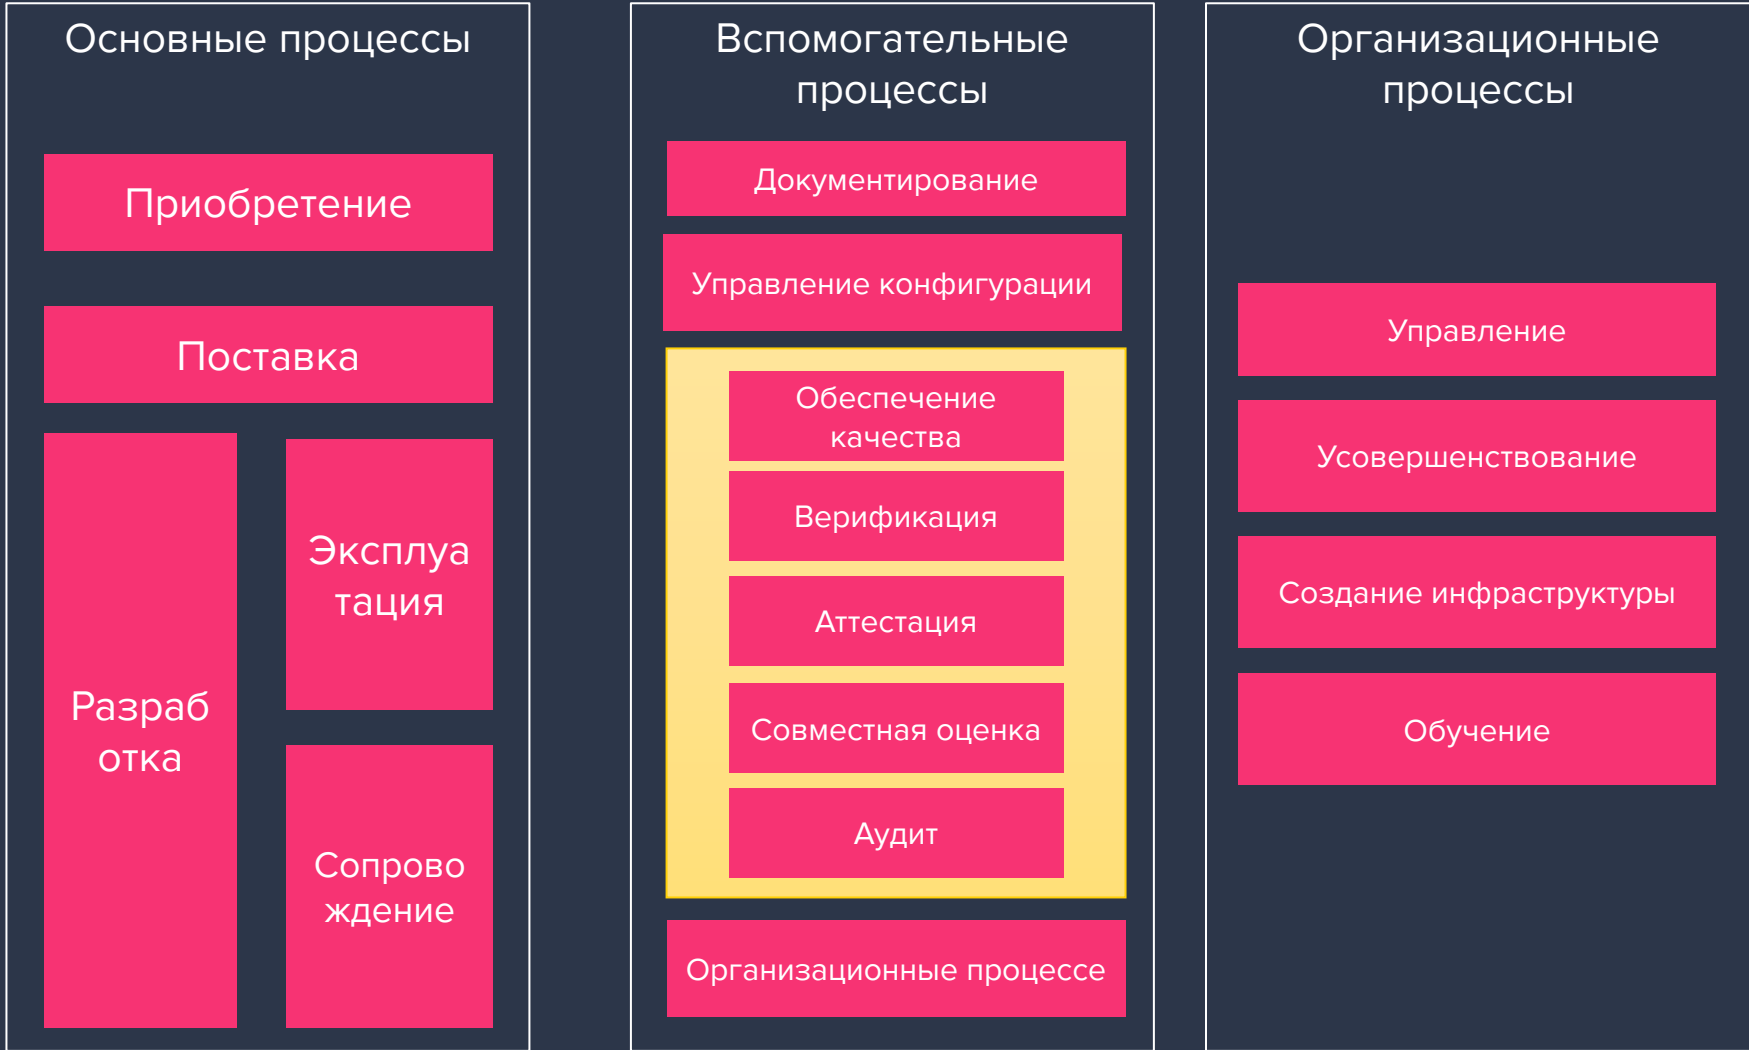 Основные процессы
Приобретение
Поставка
Разраб
отка
Эксплуа
тация
Сопрово
ждение
Вспомогательные
процессы
Документирование
Управление конфигурации
Обеспечение
качества
Верификация
Аттестация
Совместная оценка
Аудит
Организационные процессе
Организационные
процессы
Управление
Усовершенствование
Создание инфраструктуры
Обучение